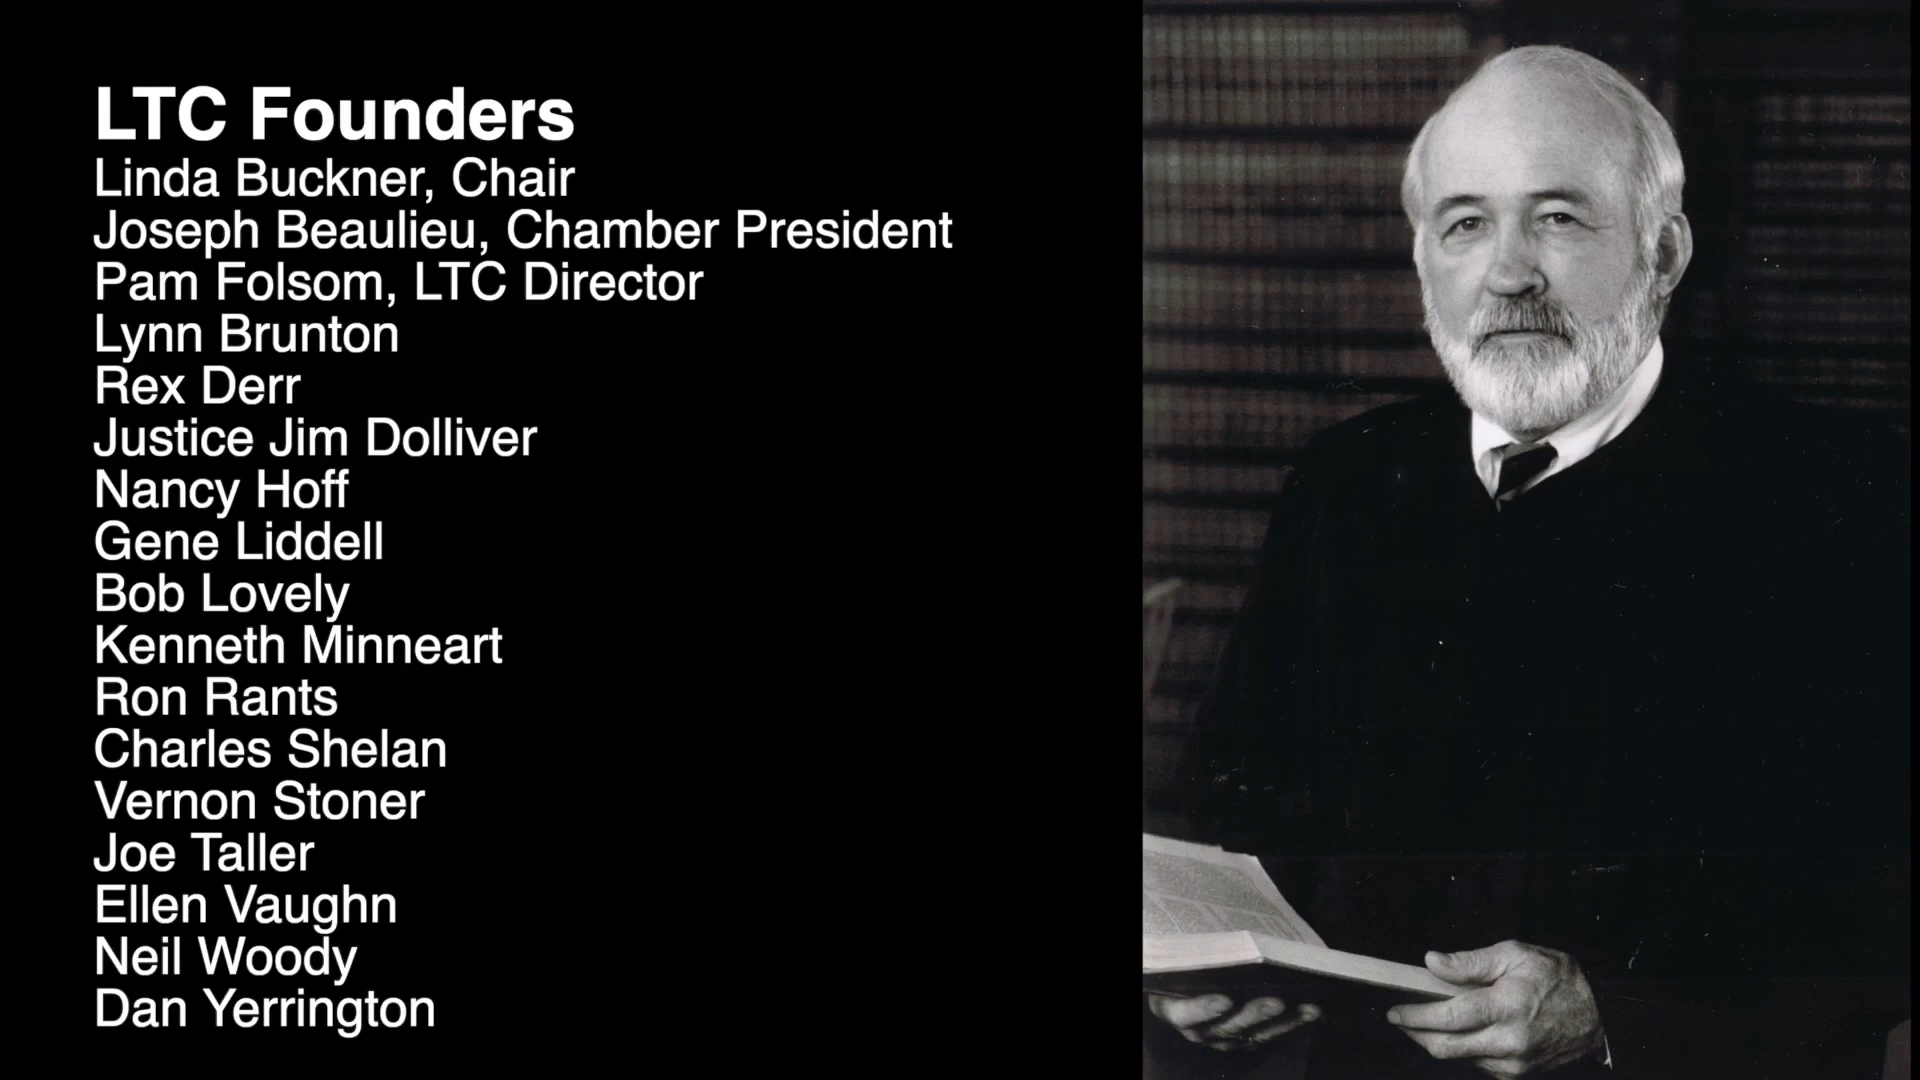 LTC Founders
Linda Buckner, Chair
Joseph Beaulieu, Chamber President
Pam Folsom, LTC Director
Lynn Brunton
Rex Derr
Justice Jim Dolliver
Nancy Hoff
Gene Liddell
Bob Lovely
Kenneth Minneart
Ron Rants
Charles Shelan
Vernon Stoner
Joe Taller
Ellen Vaughn
Neil Woody
Dan Yerrington